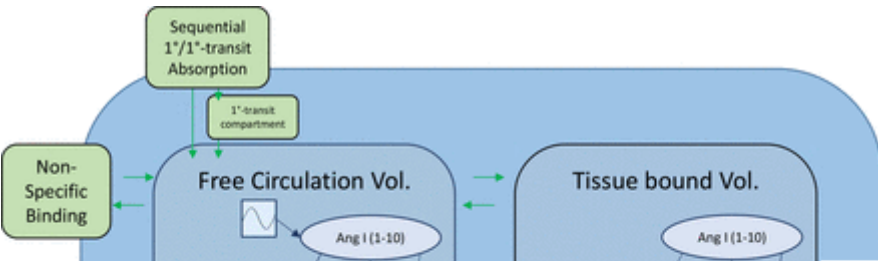 Sequential
1°/1°-transit
Absorption
1°-transit
compartment
Non-
Specific
Binding
Free Circulation Vol.
Tissue bound Vol.
Ang I (1-10)
Ang I (1-10)